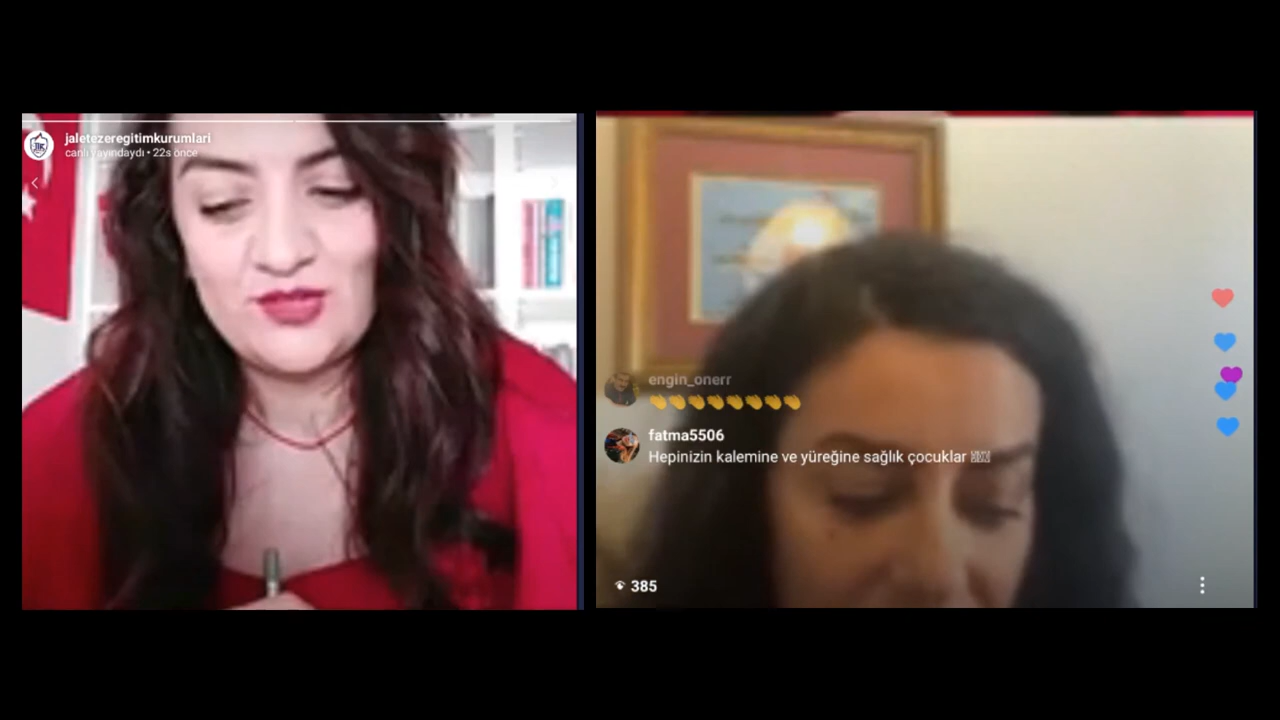 jaletezeregitimkurumlari
canlı yayındaydı • 22s önce
engin_onerr
👏👏👏👏👏👏👏👏
fatma5506
Hepinizin kalemine ve yüreğine sağlık çocuklar
385